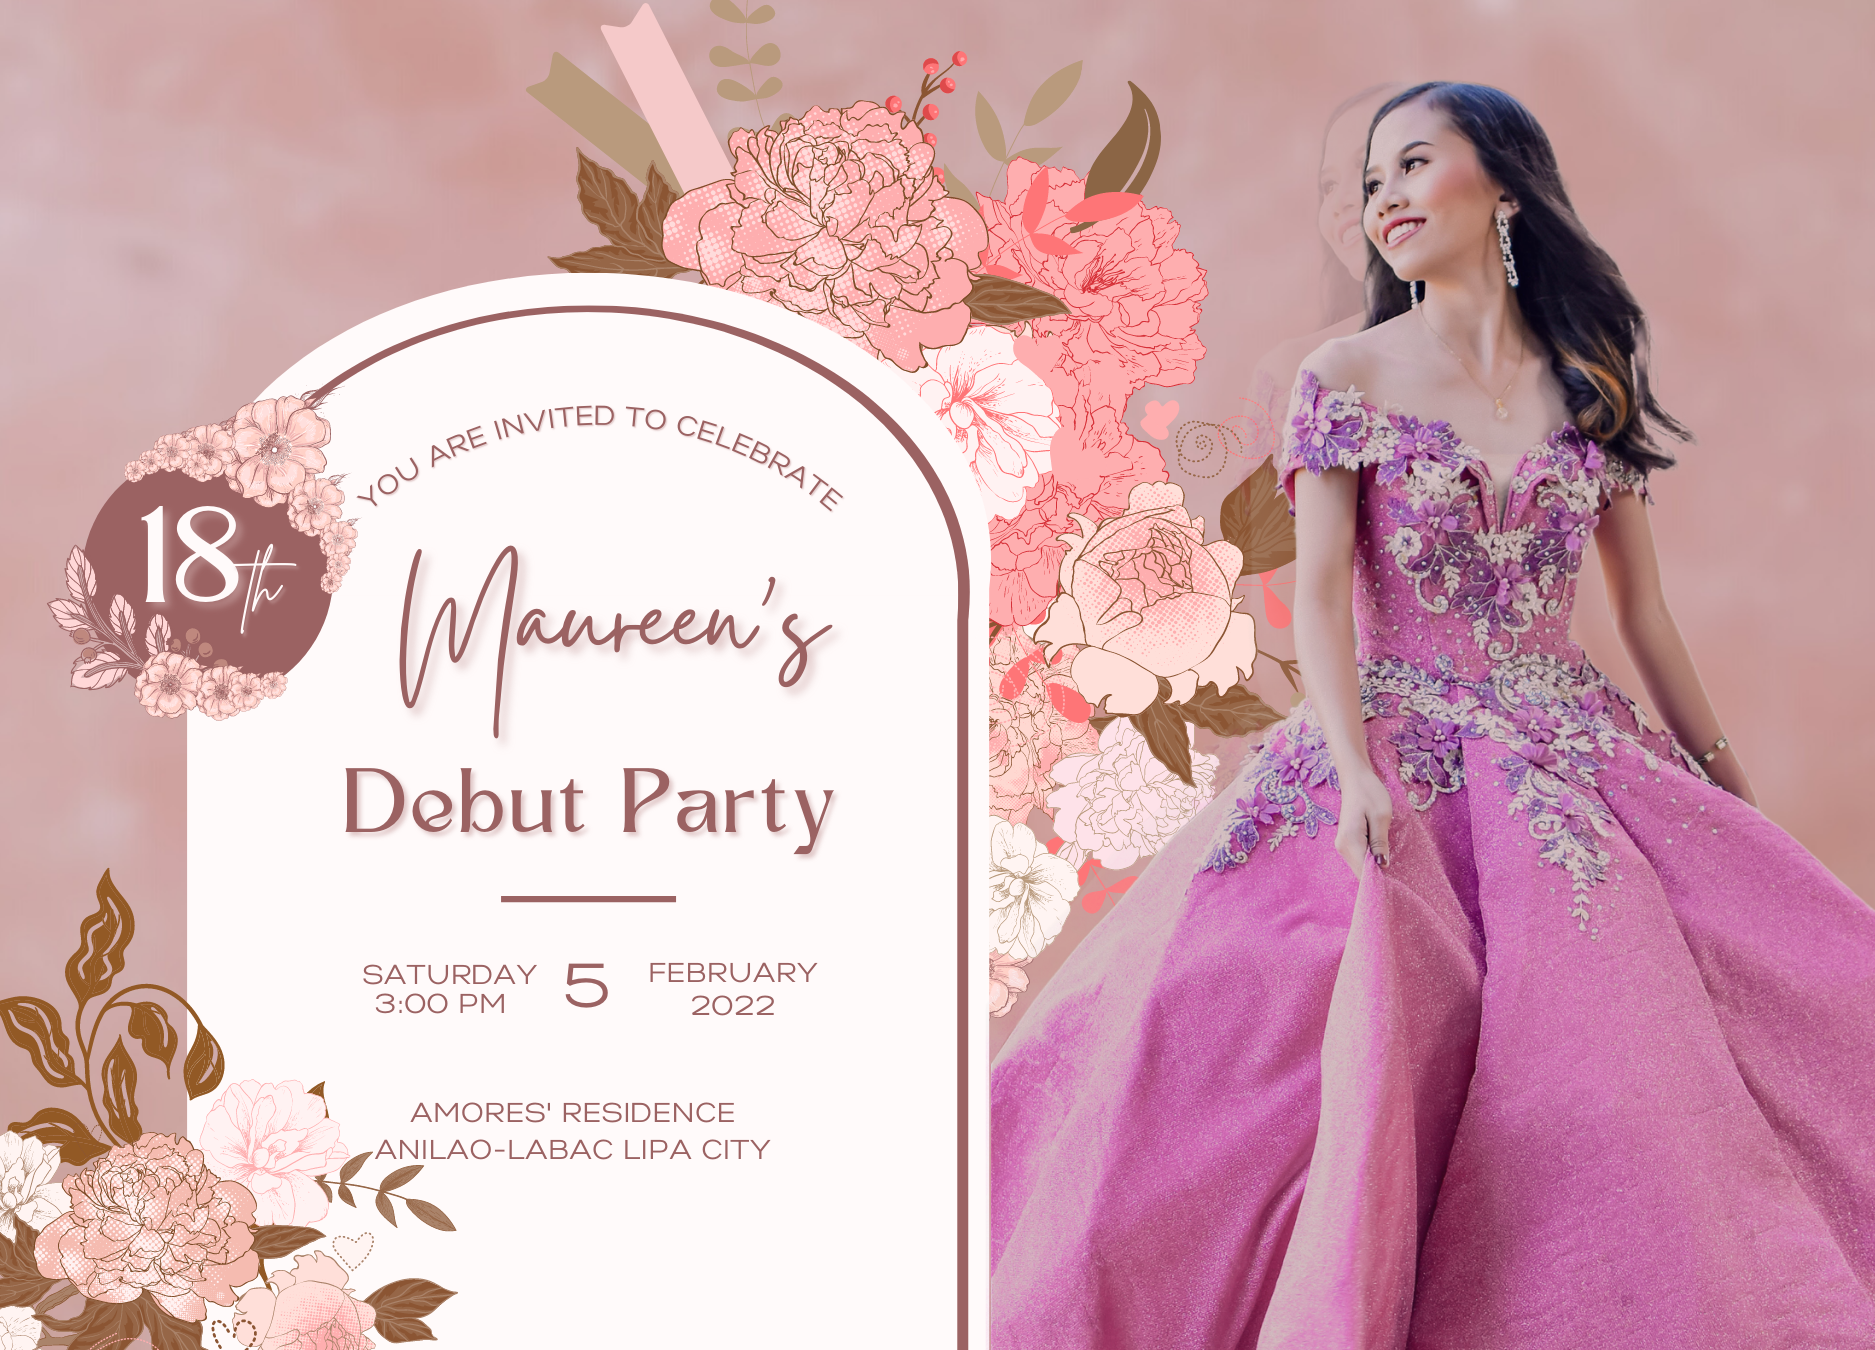 YOU ARE INVITED TO CELEBRATE
18th
Maureen's
Debut Party
SATURDAY 5 FEBRUARY
3:00 PM 2022
AMORES' RESIDENCE
ANILAO-LABAC LIPA CITY